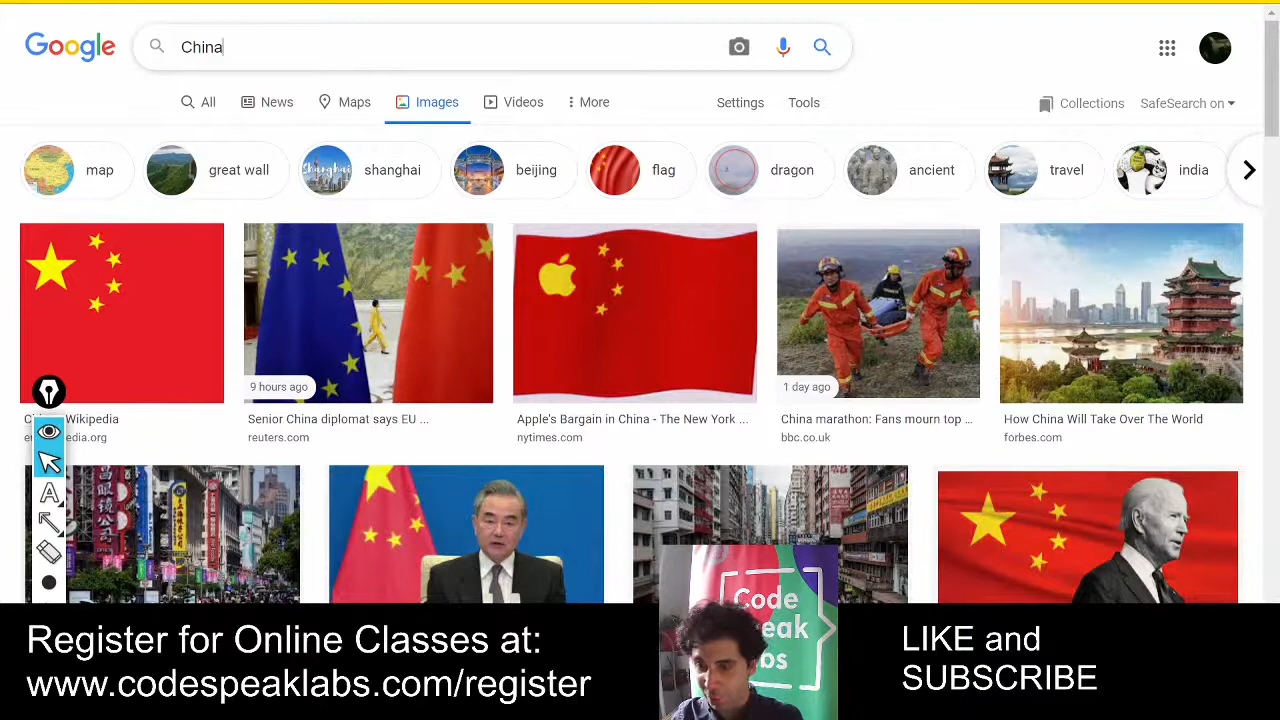 Google
China
All
News
Maps
Images
Videos
More
Settings
Tools
Collections
SafeSearch on
map
great wall
Shanghai
shanghai
beijing
flag
dragon
ancient
travel
india
9 hours ago
1 day ago
Wikipedia
Senior China diplomat says EU ...
Apple's Bargain in China - The New York ...
China marathon: Fans mourn top ...
How China Will Take Over The World
reuters.com
nytimes.com
bbc.co.uk
forbes.com
A
Code
Register for Online Classes at:
www.codespeaklabs.com/register
LIKE and
SUBSCRIBE